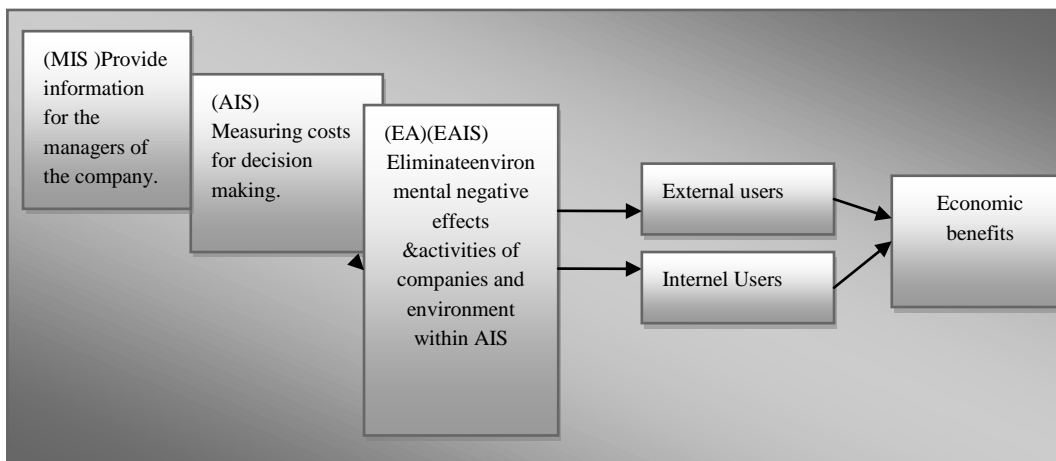 (MIS )Provide
information
for the
managers of
the company.
(AIS)
Measuring costs
for decision
making.
(EA)(EAIS)
Eliminateenviron
mental negative
effects
&activities of
companies and
environment
within AIS
External users
Internel Users
Economic
benefits